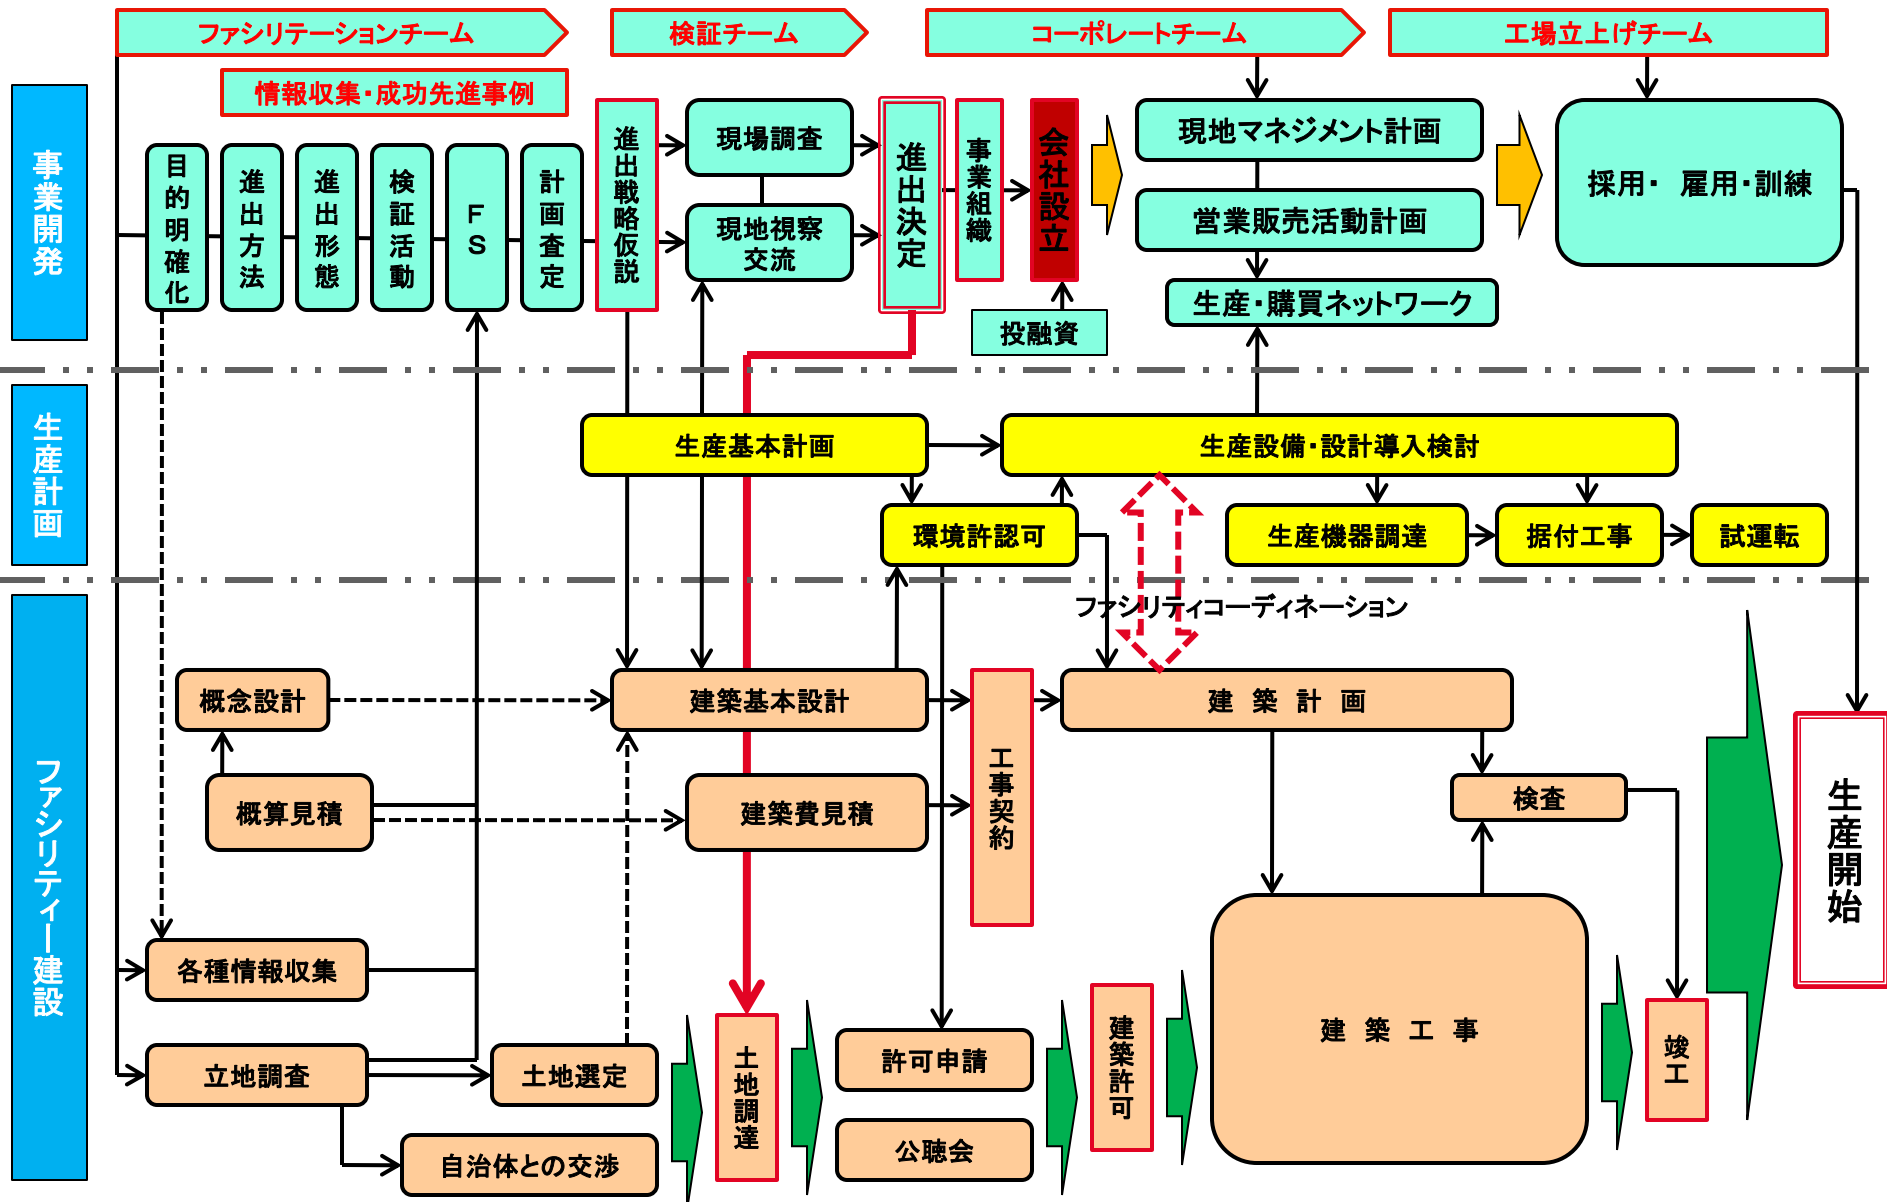 ファシリテーションチーム
検証チーム
コーポレートチーム
工場立上げチーム
情報収集・成功先進事例
事業開発
目的明確化
進出方法
進出形態
検証活動
FS
計画査定
進出戦略仮説
現場調査
現地視察
交流
進出決定
事業組織
会社設立
投融資
現地マネジメント計画
営業販売活動計画
生産・購買ネットワーク
採用・　雇用・訓練
生産計画
生産基本計画
生産設備・設計導入検討
環境許認可
生産機器調達
据付工事
試運転
ファシリティコーディネーション
ファシリティー建設
概念設計
建築基本設計
建　築　計　画
概算見積
建築費見積
工事契約
検査
生産開始
各種情報収集
立地調査
土地選定
自治体との交渉
土地調達
許可申請
公聴会
建築許可
建　築　工　事
竣工